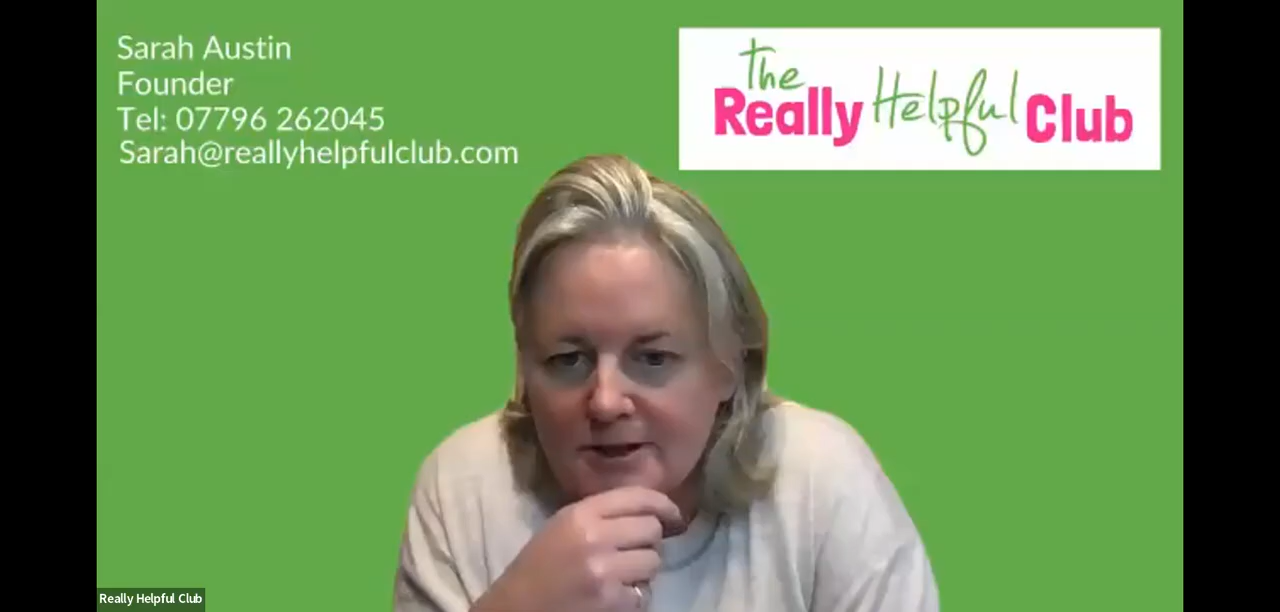 Sarah Austin
Founder
Tel: 07796 262045
Sarah@reallyhelpfulclub.com
The
Really Helpful Club
Really Helpful Club